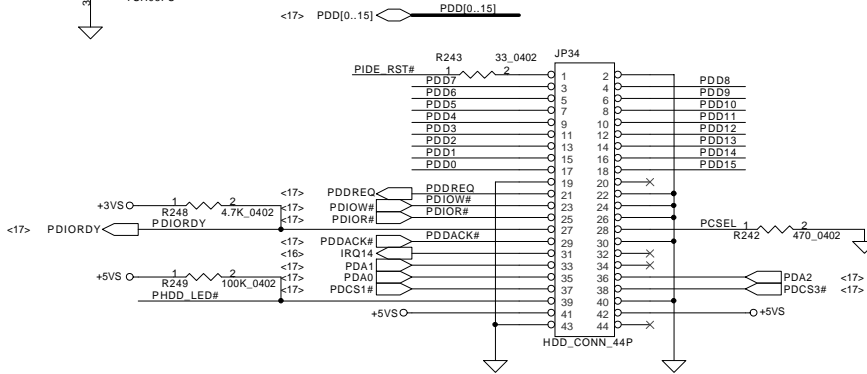 <17> PDD[0..15] PDD[0..15]
JP34
R243 33_0402
PIDE_RST# 1 2 1 2
PDD7 3 4 PDD8
PDD6 5 6 PDD9
PDD5 7 8 PDD10
PDD4 9 10 PDD11
PDD3 11 12 PDD12
PDD2 13 14 PDD13
PDD1 15 16 PDD14
PDD0 17 18 PDD15
19 20
<17> PDDREQ PDDREQ 21 22
+3VS 1 2 <17> PDIOW# PDIOW# 23 24
R248 4.7K_0402 <17> PDIOR# PDIOR# 25 26
<17> PDIORDY PDIORDY 27 28 PCSEL 1 2
R242 470_0402
<17> PDDACK# PDDACK# 29 30
<16> IRQ14 31 32
<17> PDA1 33 34
+5VS 1 2 <17> PDA0 35 36 PDA2 <17>
R249 100K_0402 <17> PDCS1# 37 38 PDCS3# <17>
PHDD_LED# 39 40
+5VS 41 42 +5VS
43 44
HDD_CONN_44P